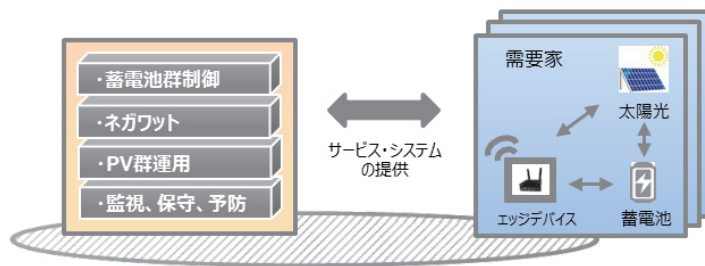 ・蓄電池群制御
・ネガワット
・PV群運用
・監視、保守、予防
サービス・システム
の提供
需要家
太陽光
エッジデバイス
蓄電池